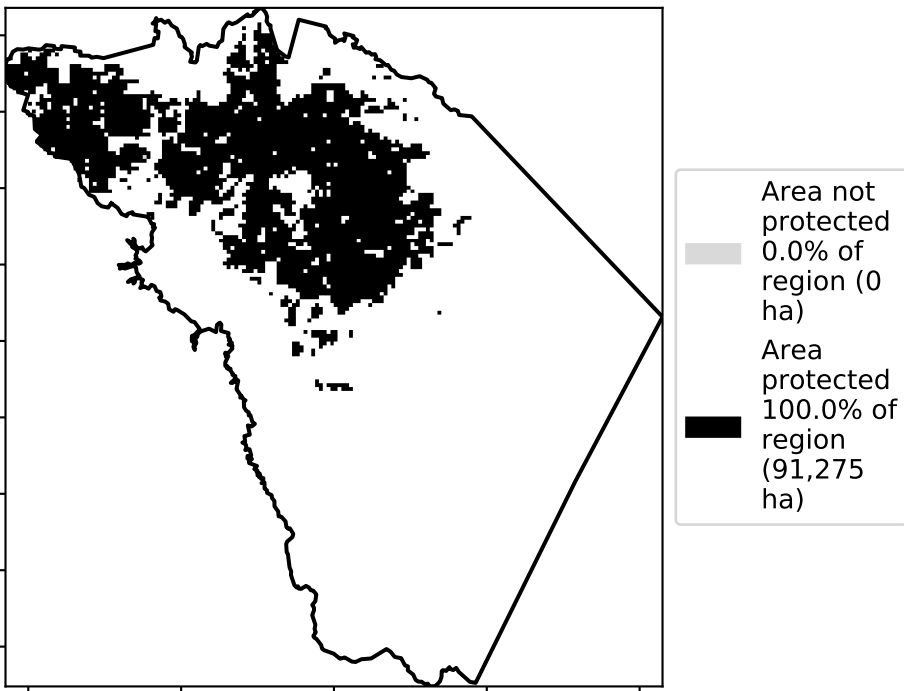 Area not
protected
0.0% of
region (0
ha)
Area
protected
100.0% of
region
(91,275
ha)